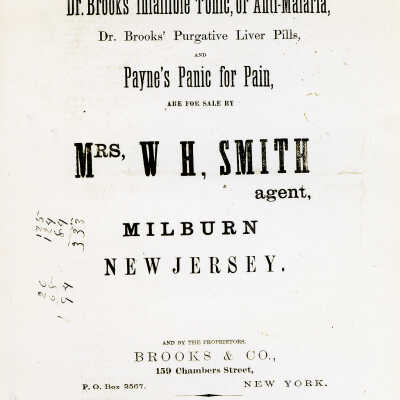 Dr. Brooks' Infallible Tonic, or Anti-Malaria,
Dr. Brooks' Purgative Liver Pills,
AND
Payne's Panic for Pain,
ARE FOR SALE BY
MRS, W H, SMITH
agent,
MILBURN
NEW JERSEY.
AND BY THE PROPRIETORS.
BROOKS & CO.,
159 Chambers Street,
P. O. Box 2567. NEW YORK.